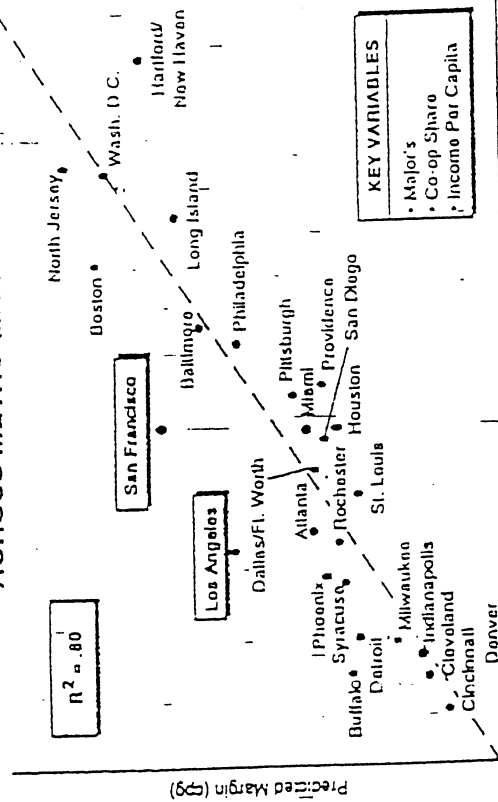 R² = .80
North Jersey
Boston
Wash. D.C.
Hartford/
New Haven
Long Island
San Francisco
Baltimore
Philadelphia
Los Angeles
Dallas/Ft. Worth
Pittsburgh
Miami
Providence
San Diego
Atlanta
Rochester
Houston
St. Louis
Phoenix
Syracuse
Buffalo
Detroit
Milwaukee
Indianapolis
Cleveland
Cincinnati
Denver
KEY VARIABLES
• Major's
• Co-op Share
• Income Per Capita
Predicted Margin (cpg)